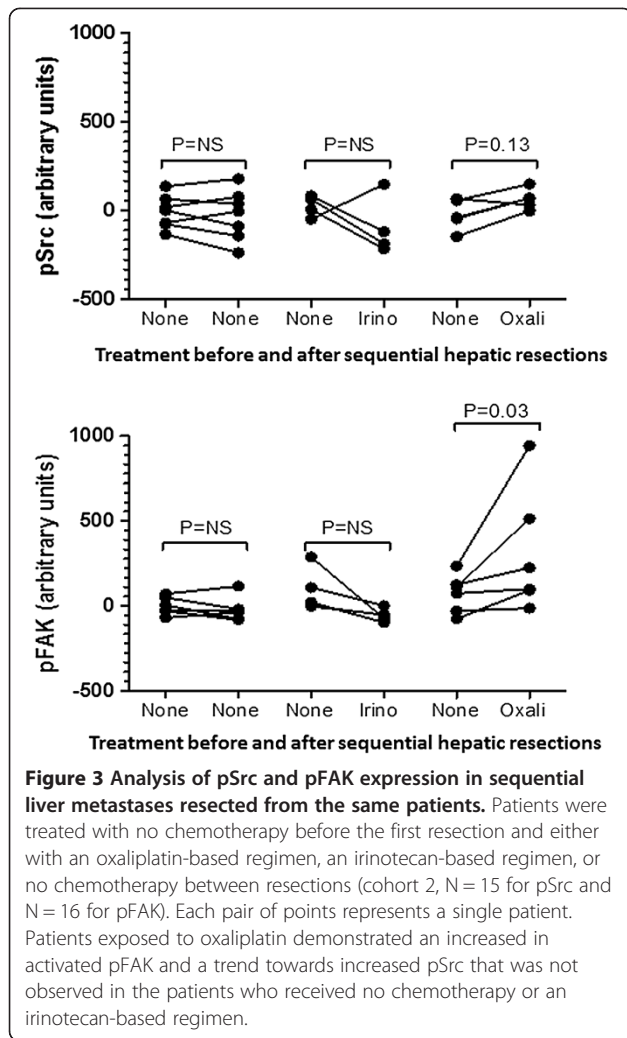 1000
500
0
-500
pSrc (arbitrary units)
P=NS
P=NS
P=0.13
None None None Irino None Oxali
Treatment before and after sequential hepatic resections
1000
500
0
-500
pFAK (arbitrary units)
P=NS
P=NS
P=0.03
None None None Irino None Oxali
Treatment before and after sequential hepatic resections
Figure 3 Analysis of pSrc and pFAK expression in sequential
liver metastases resected from the same patients. Patients were
treated with no chemotherapy before the first resection and either
with an oxaliplatin-based regimen, an irinotecan-based regimen, or
no chemotherapy between resections (cohort 2, N = 15 for pSrc and
N = 16 for pFAK). Each pair of points represents a single patient.
Patients exposed to oxaliplatin demonstrated an increased in
activated pFAK and a trend towards increased pSrc that was not
observed in the patients who received no chemotherapy or an
irinotecan-based regimen.